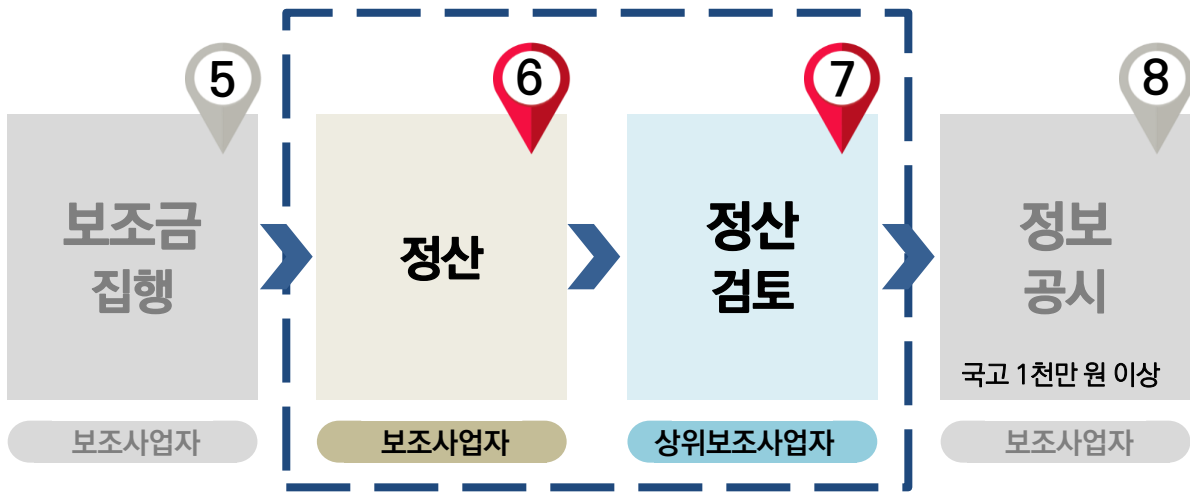 5
보조금
집행
보조사업자
6
정산
보조사업자
7
정산
검토
상위보조사업자
8
정보
공시
국고 1천만 원 이상
보조사업자